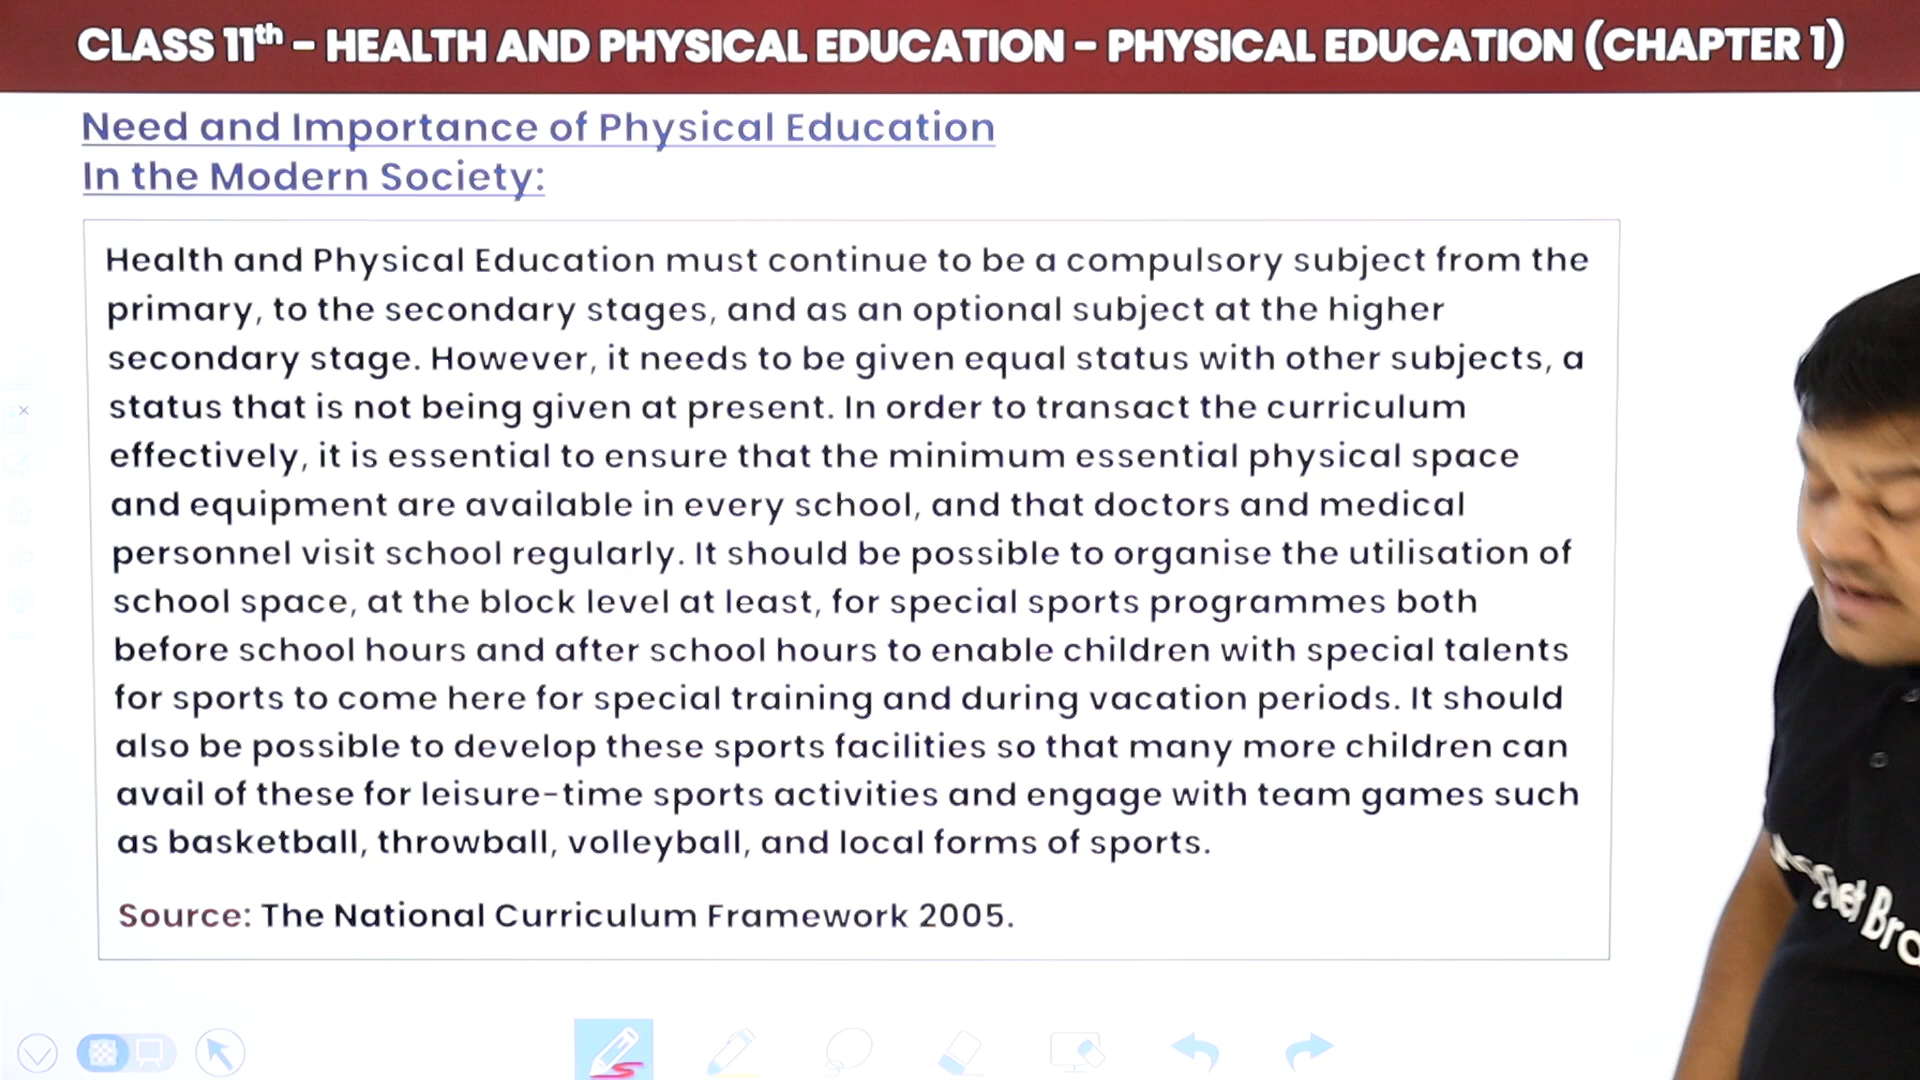 CLASS 11th – HEALTH AND PHYSICAL EDUCATION – PHYSICAL EDUCATION (CHAPTER 1)
Need and Importance of Physical Education
In the Modern Society:
Health and Physical Education must continue to be a compulsory subject from the
primary, to the secondary stages, and as an optional subject at the higher
secondary stage. However, it needs to be given equal status with other subjects, a
status that is not being given at present. In order to transact the curriculum
effectively, it is essential to ensure that the minimum essential physical space
and equipment are available in every school, and that doctors and medical
personnel visit school regularly. It should be possible to organise the utilisation of
school space, at the block level at least, for special sports programmes both
before school hours and after school hours to enable children with special talents
for sports to come here for special training and during vacation periods. It should
also be possible to develop these sports facilities so that many more children can
avail of these for leisure-time sports activities and engage with team games such
as basketball, throwball, volleyball, and local forms of sports.
Source: The National Curriculum Framework 2005.